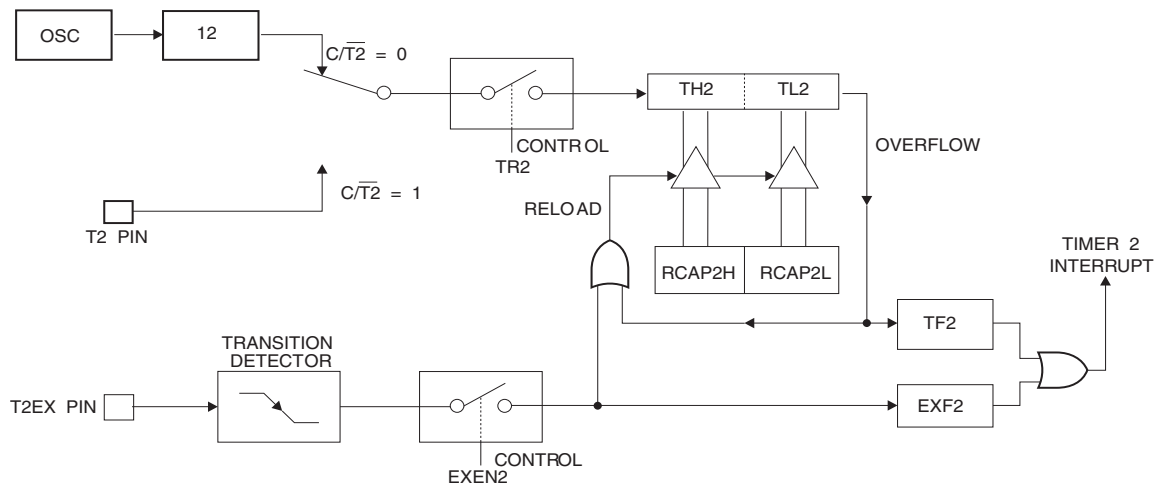 OSC
12
C/T2 = 0
TH2
TL2
CONTROL
TR2
OVERFLOW
C/T2 = 1
T2 PIN
RELOAD
RCAP2H
RCAP2L
TIMER 2
INTERRUPT
TF2
TRANSITION
DETECTOR
T2EX PIN
EXF2
CONTROL
EXEN2